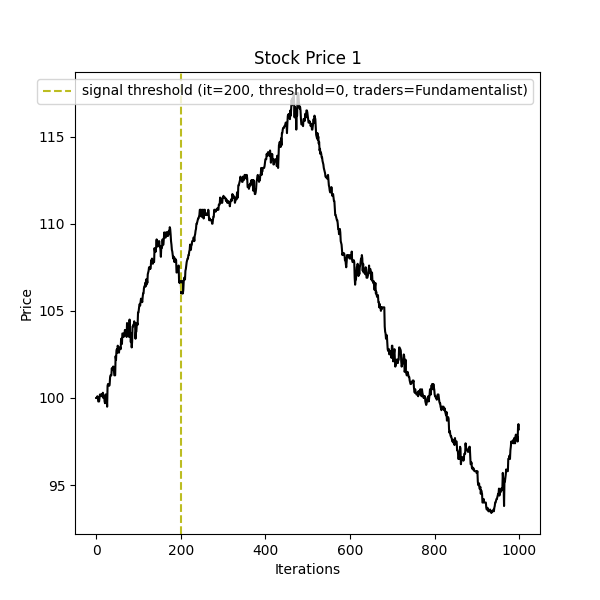 Stock Price 1
signal threshold (it=200, threshold=0, traders=Fundamentalist)
115
110
105
100
95
Price
0 200 400 600 800 1000
Iterations